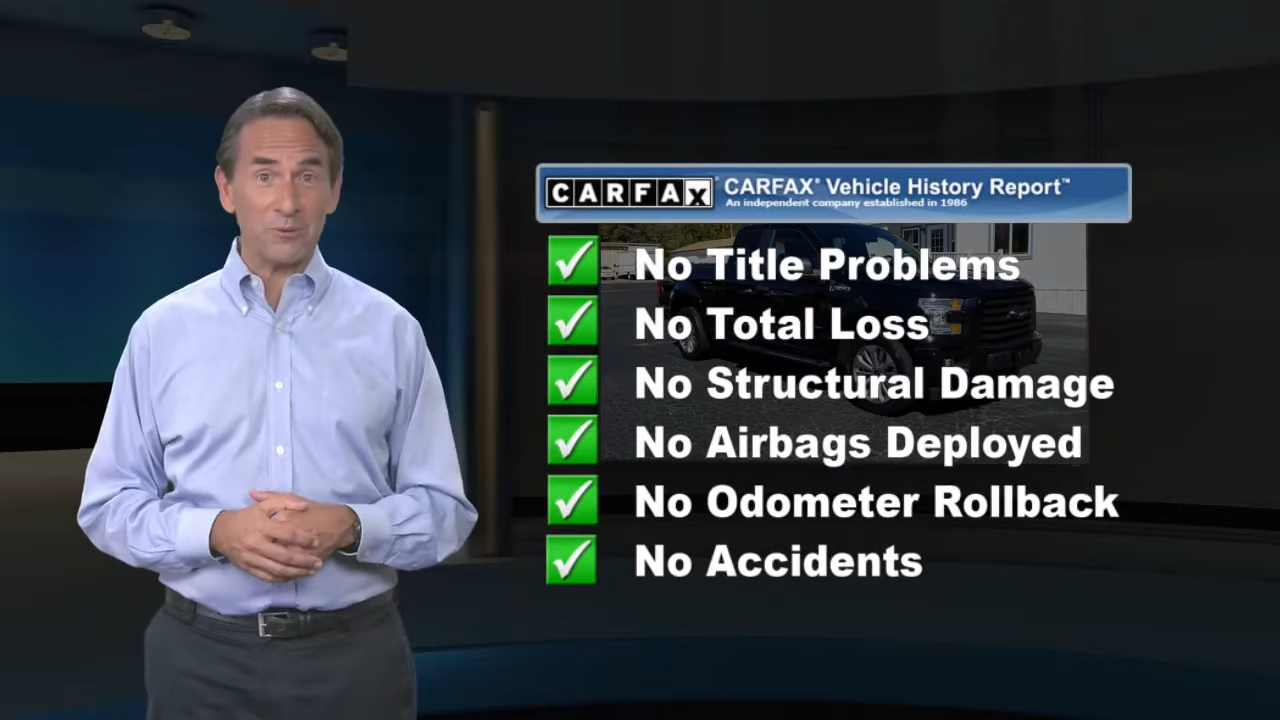 CARFAX
CARFAX® Vehicle History Report™
An independent company established in 1986
No Title Problems
No Total Loss
No Structural Damage
No Airbags Deployed
No Odometer Rollback
No Accidents